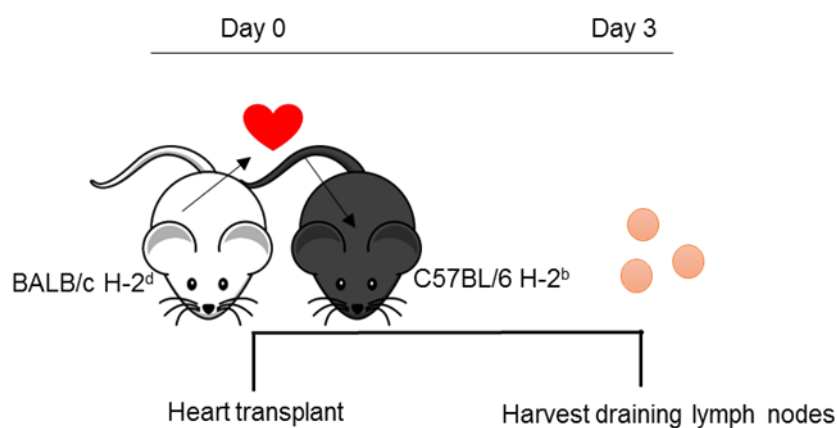 Day 0 Day 3
BALB/c H-2ᵈ
C57BL/6 H-2ᵇ
Heart transplant
Harvest draining lymph nodes